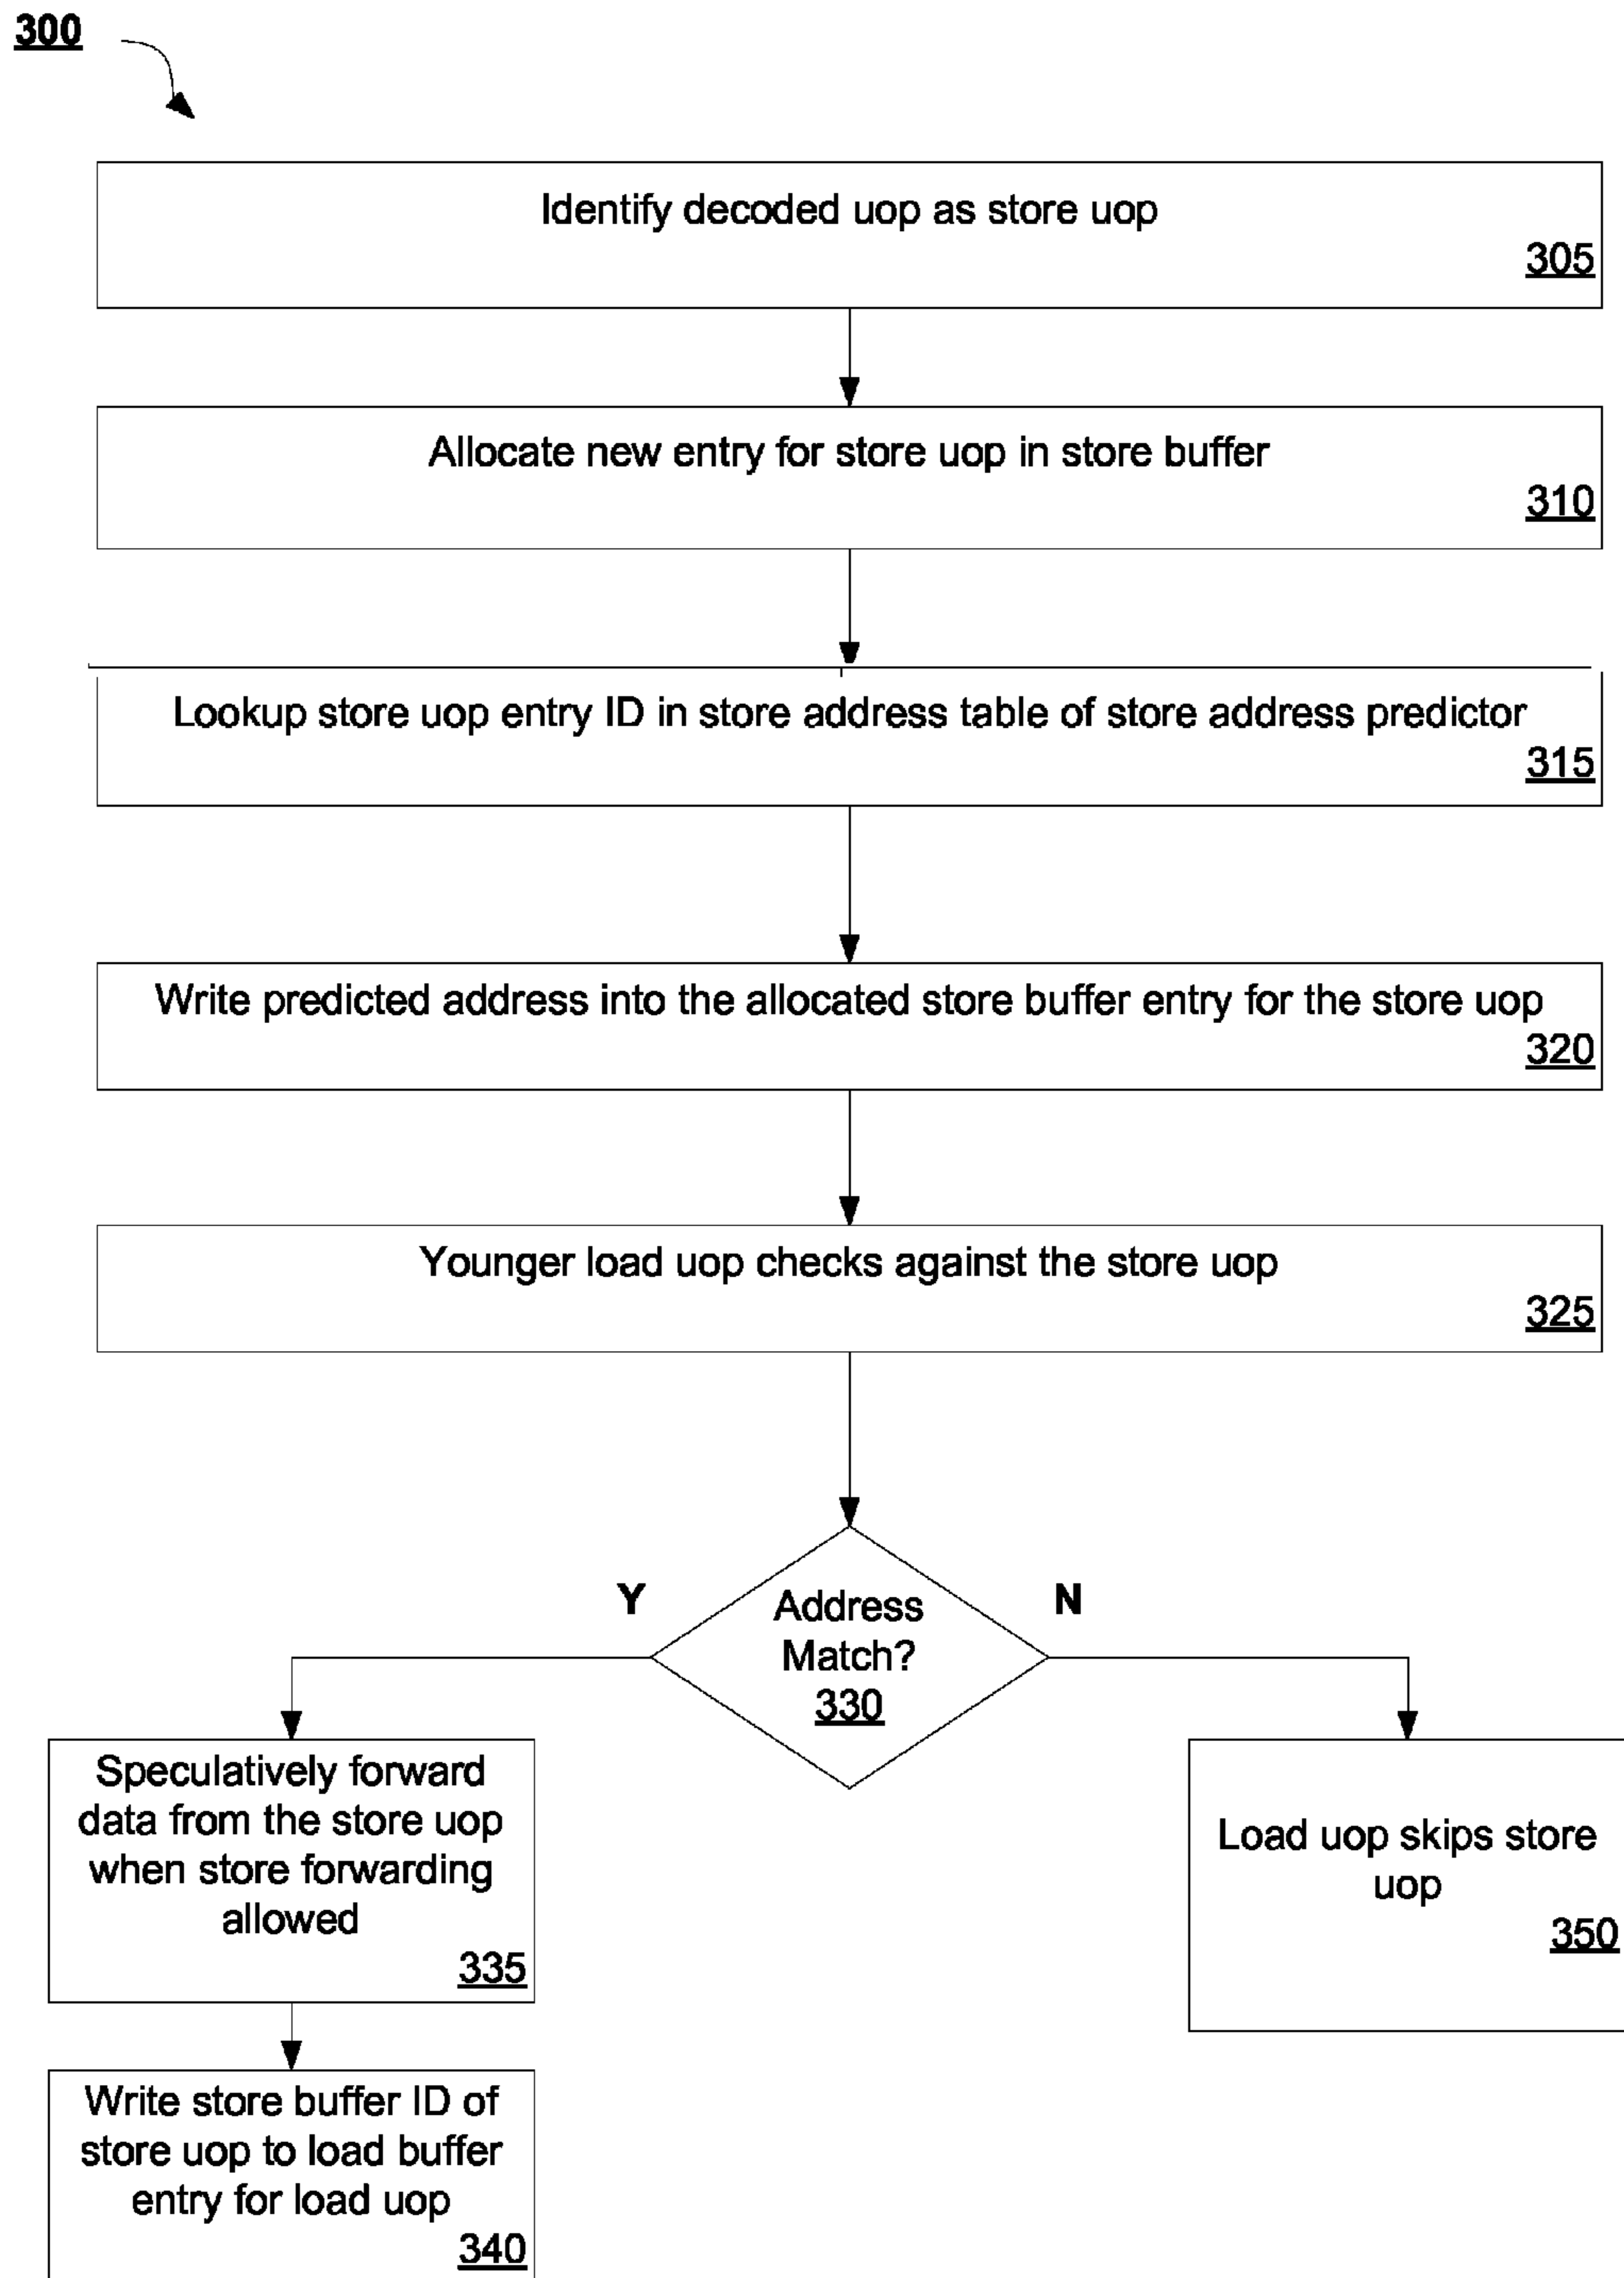 300
Identify decoded uop as store uop
305
Allocate new entry for store uop in store buffer
310
Lookup store uop entry ID in store address table of store address predictor
315
Write predicted address into the allocated store buffer entry for the store uop
320
Younger load uop checks against the store uop
325
Y
N
Address
Match?
330
Speculatively forward
data from the store uop
when store forwarding
allowed
335
Load uop skips store
uop
350
Write store buffer ID of
store uop to load buffer
entry for load uop
340